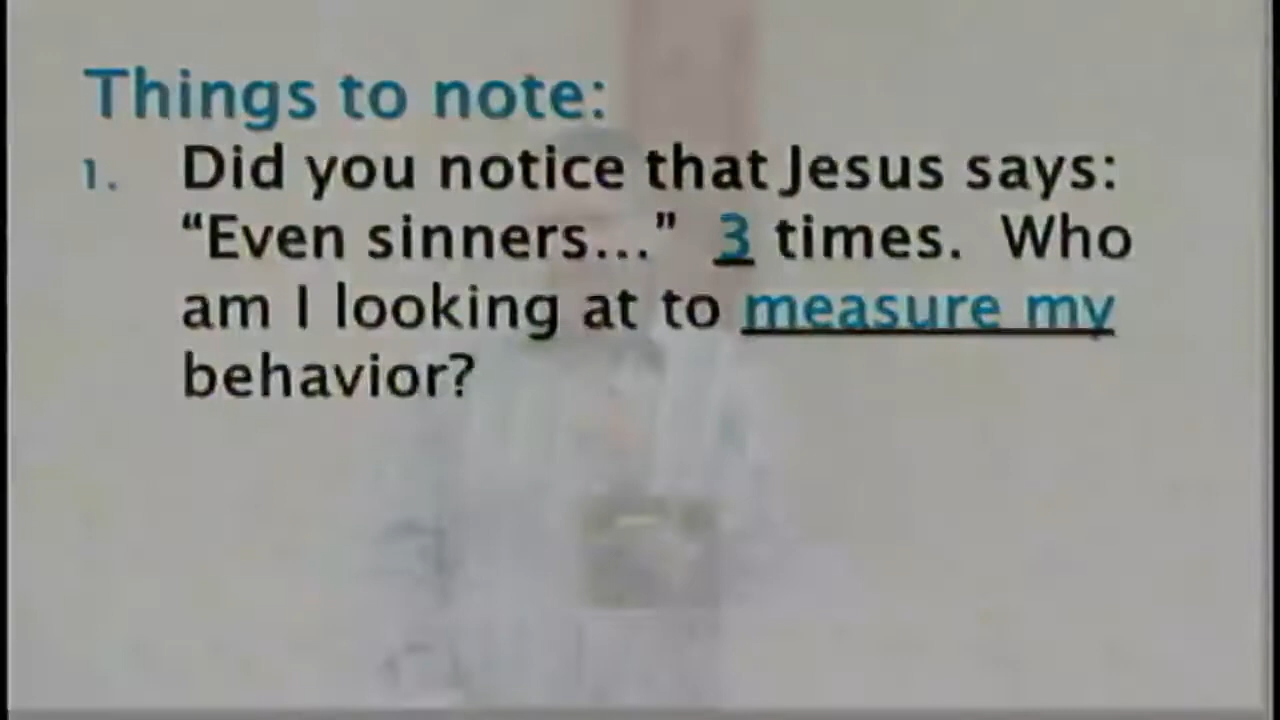 Things to note:
1. Did you notice that Jesus says:
“Even sinners...” 3 times. Who
am I looking at to measure my
behavior?